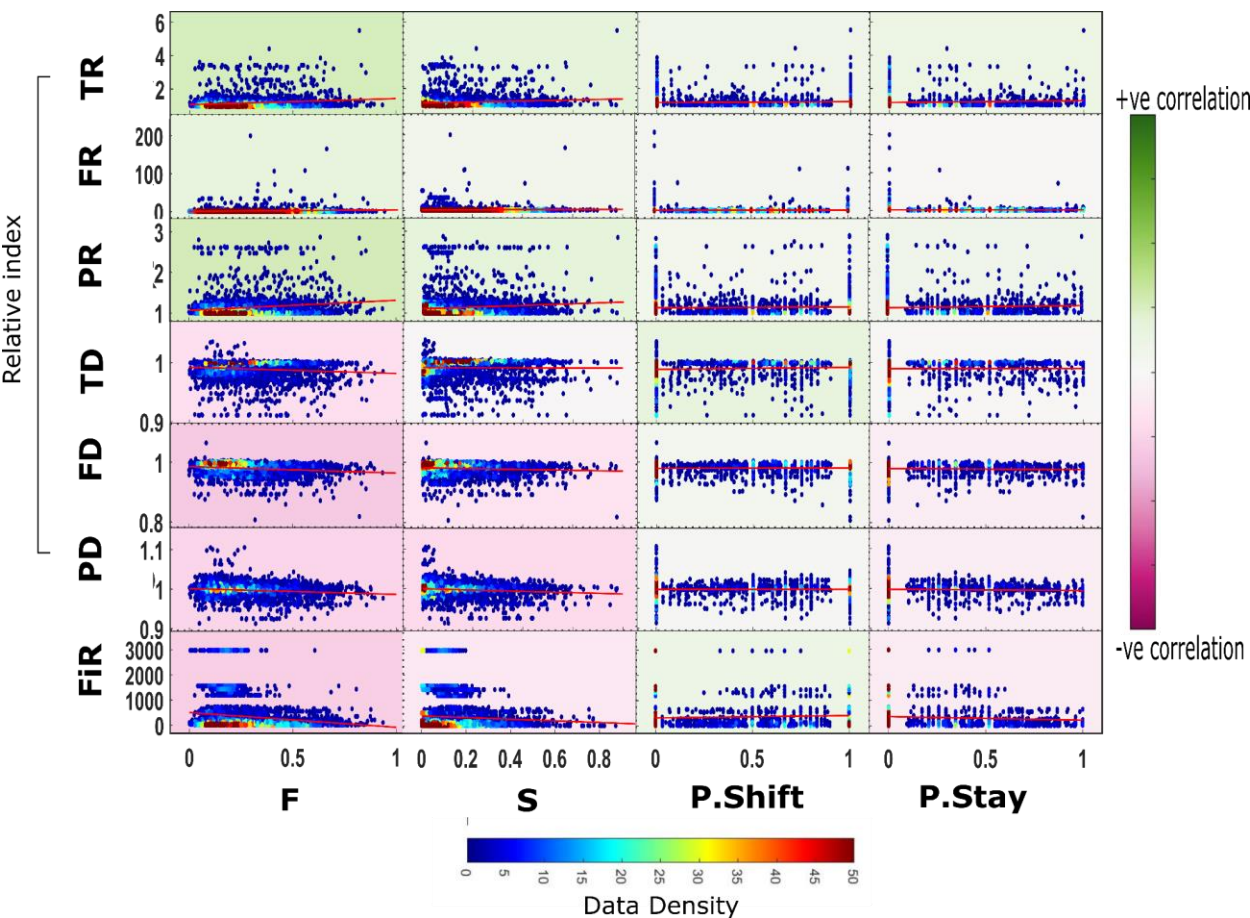 Relative index
TR
6
4
2
FR
200
100
0
PR
3
2
1
TD
1
0.9
FD
1
0.8
PD
1.1
1
0.9
FiR
3000
2000
1000
0
0 0.5 1
0 0.2 0.4 0.6 0.8
0 0.5 1
0 0.5 1
F S P.Shift P.Stay
+ve correlation
-ve correlation
0 5 10 15 20 25 30 35 40 45 50
Data Density